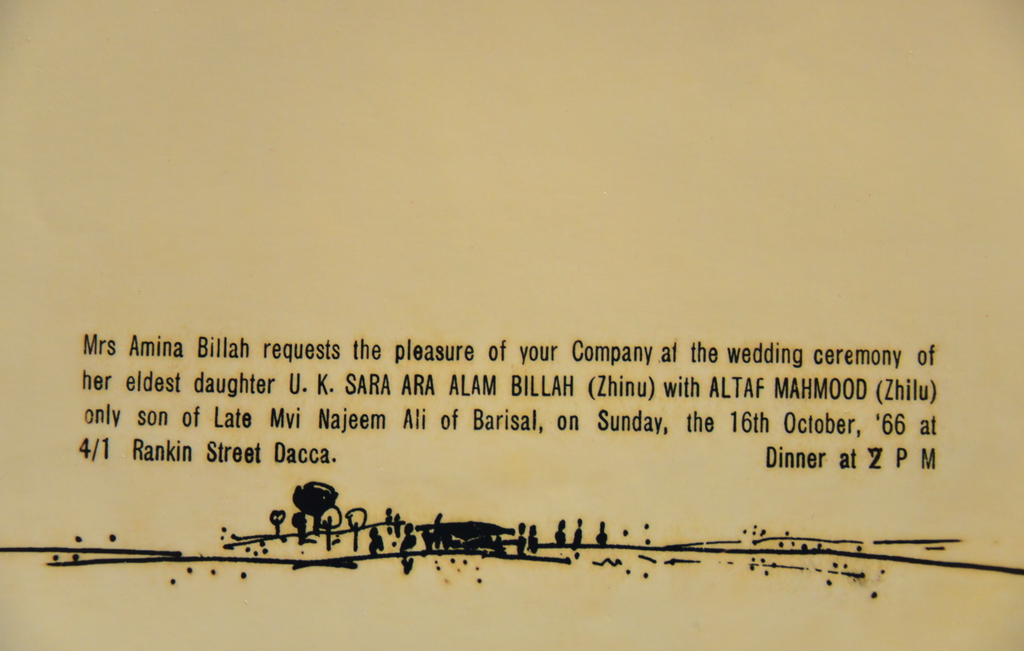 Mrs Amina Billah requests the pleasure of your Company at the wedding ceremony of
her eldest daughter U. K. SARA ARA ALAM BILLAH (Zhinu) with ALTAF MAHMOOD (Zhilu)
only son of Late Mvi Najeem Ali of Barisal, on Sunday, the 16th October, '66 at
4/1 Rankin Street Dacca. Dinner at P M